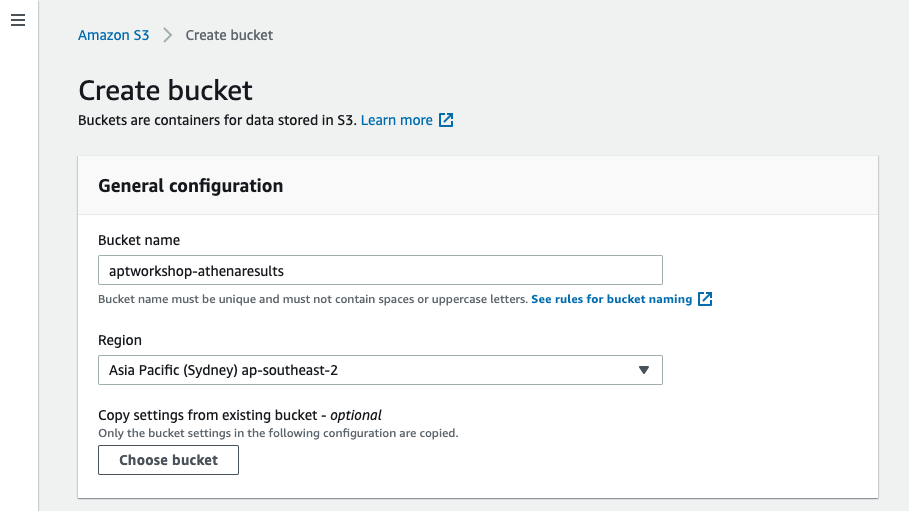 Amazon S3 > Create bucket
Create bucket
Buckets are containers for data stored in S3. Learn more
General configuration
Bucket name
aptworkshop-athenaresults
Bucket name must be unique and must not contain spaces or uppercase letters. See rules for bucket naming
Region
Asia Pacific (Sydney) ap-southeast-2
Copy settings from existing bucket - optional
Only the bucket settings in the following configuration are copied.
Choose bucket